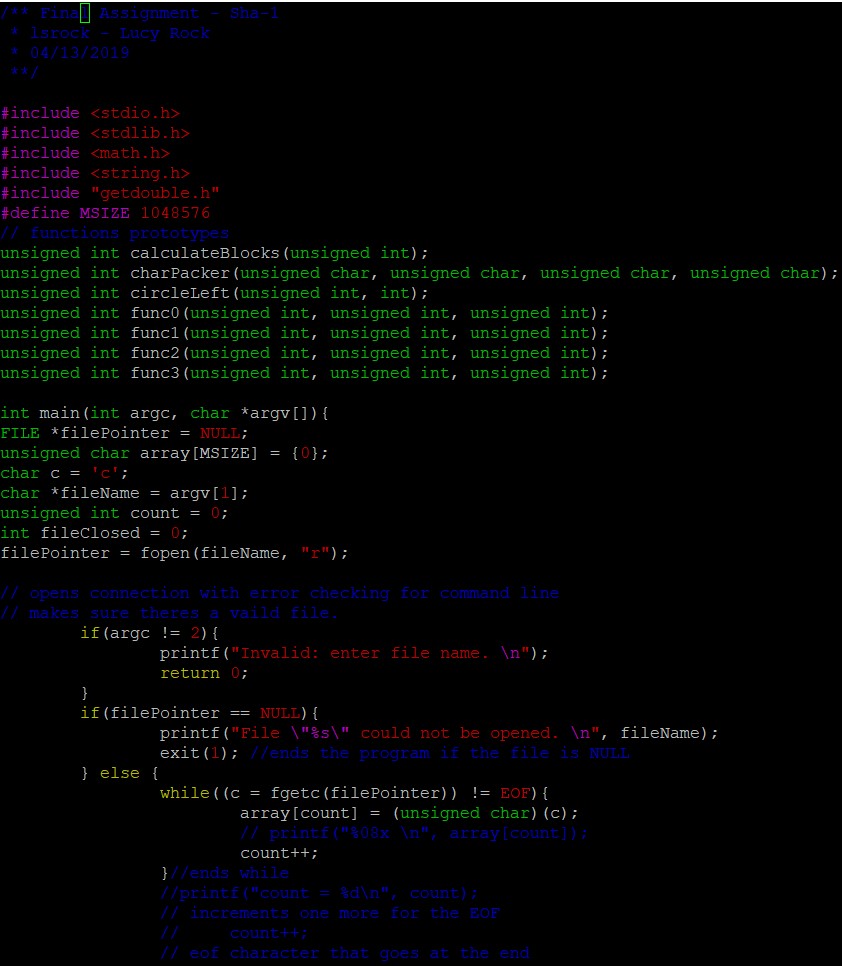 /** Final Assignment - Sha-1
 * lsrock - Lucy Rock
 * 04/13/2019
 **/
#include <stdio.h>
#include <stdlib.h>
#include <math.h>
#include <string.h>
#include "getdouble.h"
#define MSIZE 1048576
// functions prototypes
unsigned int calculateBlocks(unsigned int);
unsigned int charPacker(unsigned char, unsigned char, unsigned char, unsigned char);
unsigned int circleLeft(unsigned int, int);
unsigned int func0(unsigned int, unsigned int, unsigned int);
unsigned int func1(unsigned int, unsigned int, unsigned int);
unsigned int func2(unsigned int, unsigned int, unsigned int);
unsigned int func3(unsigned int, unsigned int, unsigned int);
int main(int argc, char *argv[]){
FILE *filePointer = NULL;
unsigned char array[MSIZE] = {0};
char c = 'c';
char *fileName = argv[1];
unsigned int count = 0;
int fileClosed = 0;
filePointer = fopen(fileName, "r");
// opens connection with error checking for command line
// makes sure theres a vaild file.
        if(argc != 2){
                printf("Invalid: enter file name. \n");
                return 0;
        }
        if(filePointer == NULL){
                printf("File \"%s\" could not be opened. \n", fileName);
                exit(1); //ends the program if the file is NULL
        } else {
                while((c = fgetc(filePointer)) != EOF){
                        array[count] = (unsigned char)(c);
                        // printf("%08x \n", array[count]);
                        count++;
                }//ends while
                //printf("count = %d\n", count);
                // increments one more for the EOF
                //     count++;
                // eof character that goes at the end